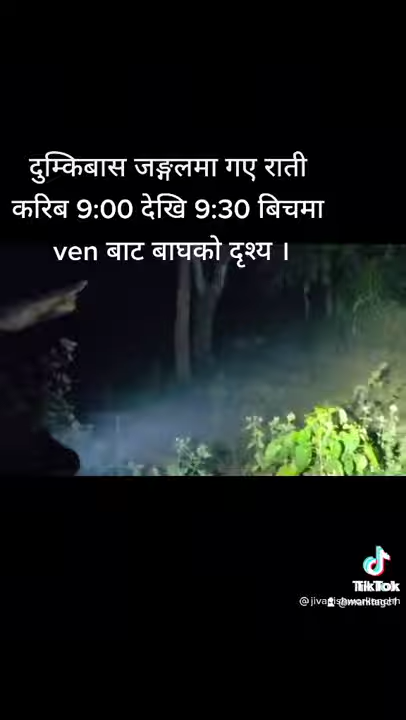 दुम्किबास जङ्गलमा गए राती
करिब 9:00 देखि 9:30 बिचमा
ven बाट बाघको दृश्य ।
TikTok